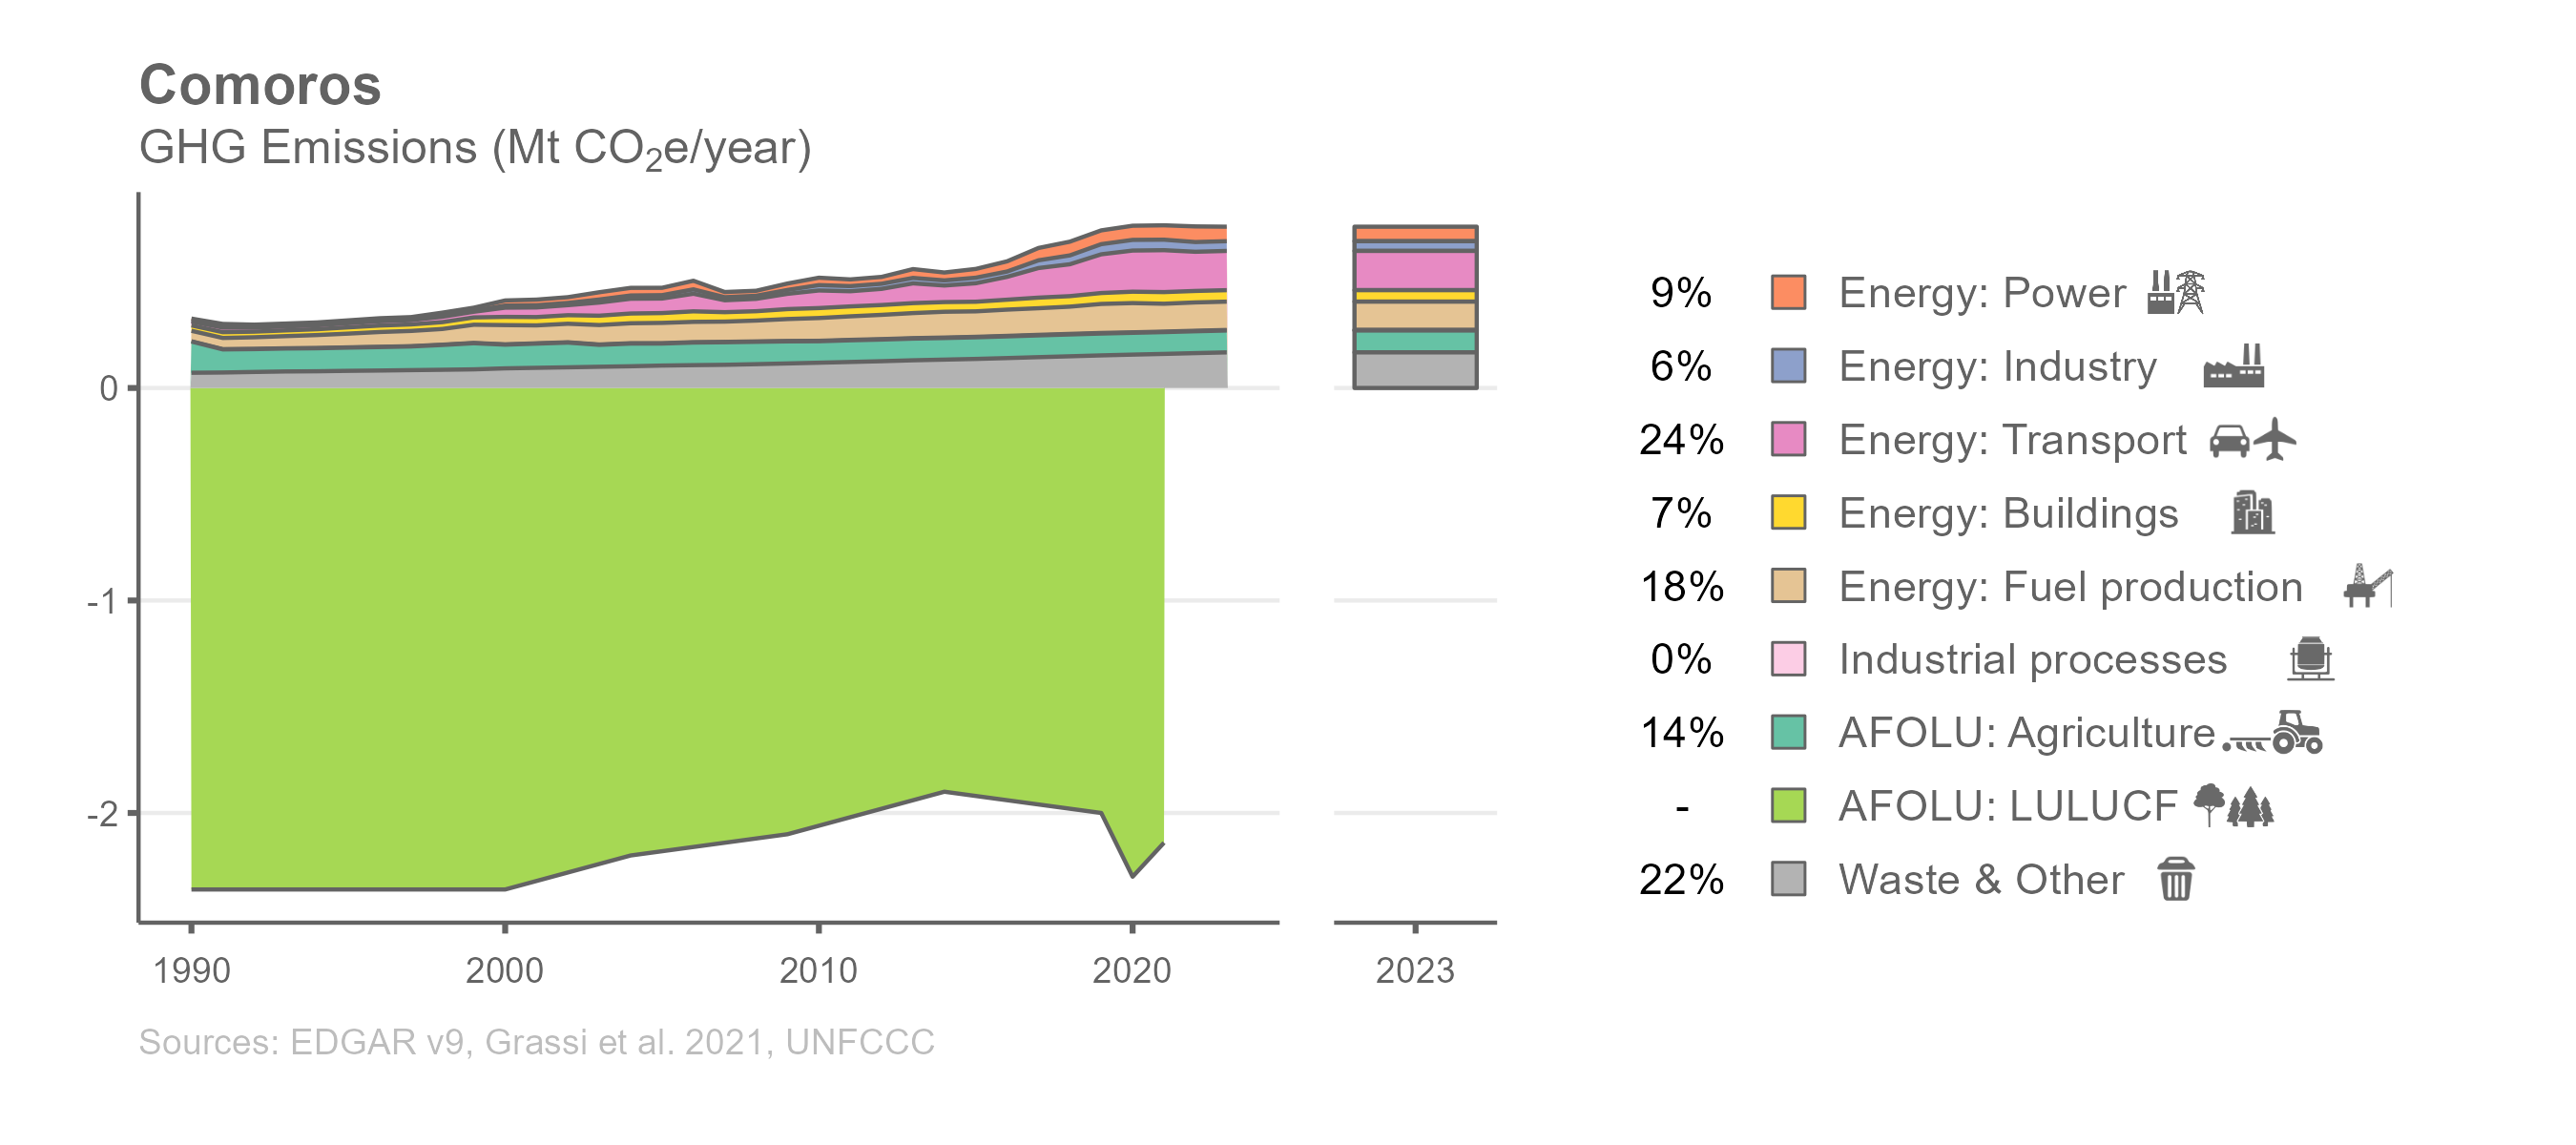 Comoros
GHG Emissions (Mt CO₂e/year)
0
-1
-2
1990 2000 2010 2020 2023
9% Energy: Power
6% Energy: Industry
24% Energy: Transport
7% Energy: Buildings
18% Energy: Fuel production
0% Industrial processes
14% AFOLU: Agriculture
- AFOLU: LULUCF
22% Waste & Other
Sources: EDGAR v9, Grassi et al. 2021, UNFCCC